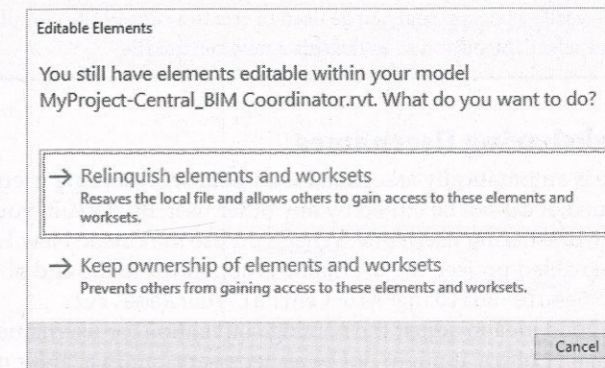 Editable Elements
You still have elements editable within your model
MyProject-Central_BIM Coordinator.rvt. What do you want to do?
→ Relinquish elements and worksets
Resaves the local file and allows others to gain access to these elements and
worksets.
→ Keep ownership of elements and worksets
Prevents others from gaining access to these elements and worksets.
Cancel